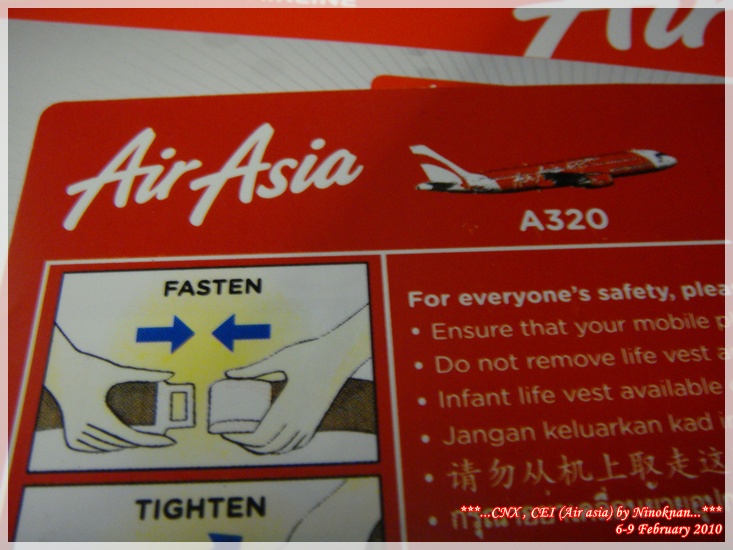 Air Asia
A320
FASTEN
For everyone's safety,
• Ensure that your mobile
• Do not remove life vest
• Infant life vest available
• Jangan keluarkan kad
• 请勿从机上取走这
TIGHTEN
***...CNX , CEI (Air asia) by Ninoknan...***
6-9 February 2010